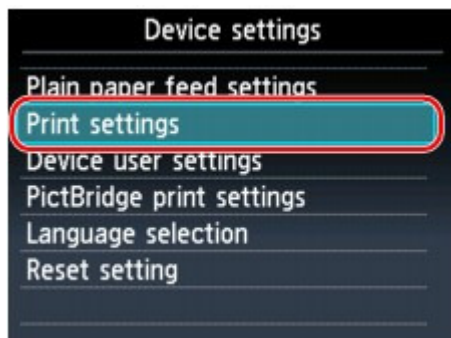 Device settings
Plain paper feed settings
Print settings
Device user settings
PictBridge print settings
Language selection
Reset setting